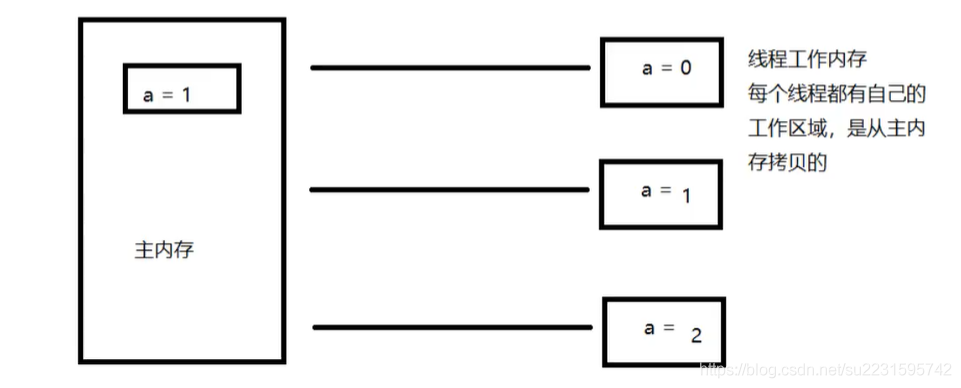 a = 1
主内存
a = 0
a = 1
a = 2
线程工作内存
每个线程都有自己的
工作区域，是从主内
存拷贝的
https://blog.csdn.net/su2231595742